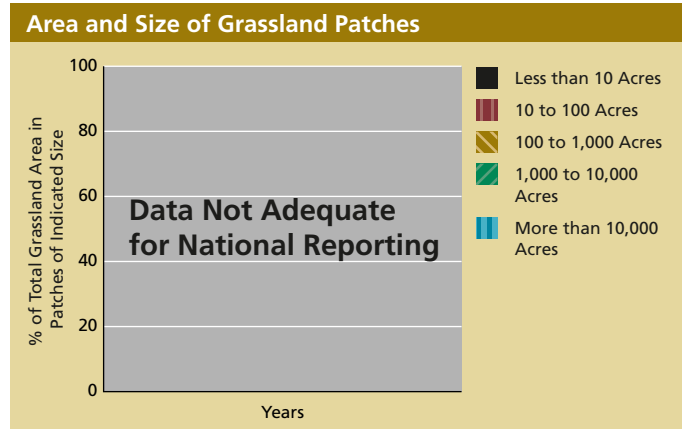 Area and Size of Grassland Patches
% of Total Grassland Area in
Patches of Indicated Size
100
80
60
40
20
0
Data Not Adequate
for National Reporting
Years
Less than 10 Acres
10 to 100 Acres
100 to 1,000 Acres
1,000 to 10,000
Acres
More than 10,000
Acres